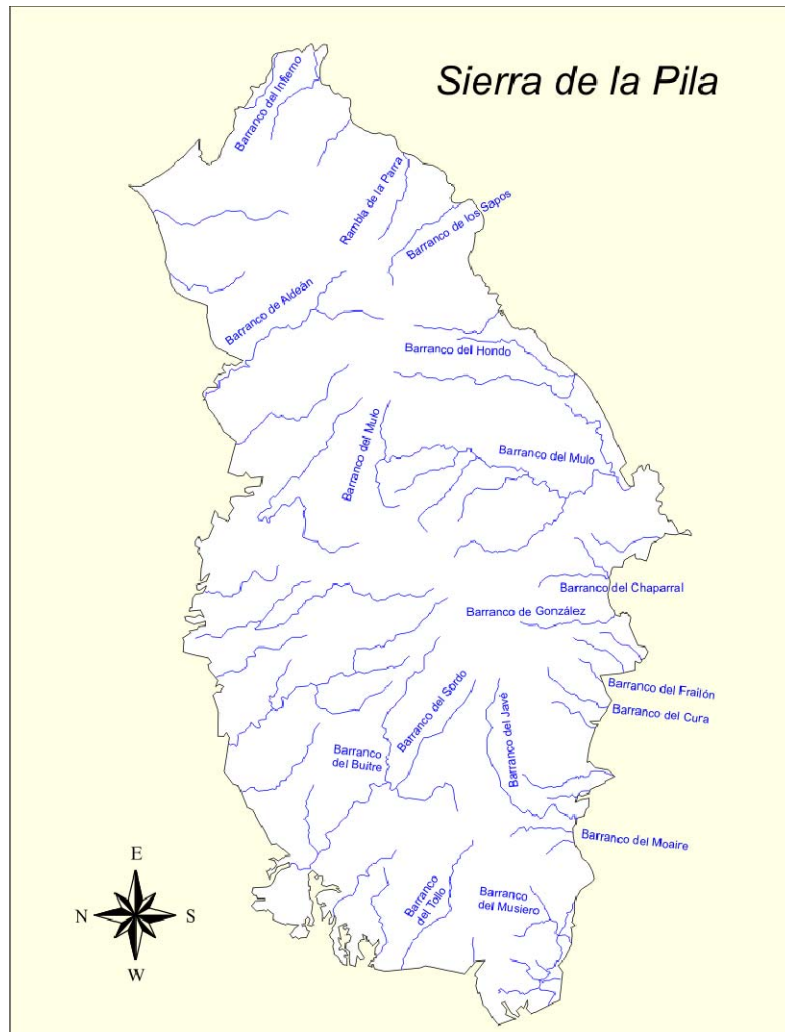 Sierra de la Pila
Barranco del Infierno
Rambla de la Parra
Barranco de los Sapos
Barranco de Aldeán
Barranco del Hondo
Barranco del Mulo
Barranco del Mulo
Barranco del Chaparral
Barranco de González
Barranco del Frailón
Barranco del Sordo
Barranco del Cura
Barranco del Javé
Barranco
del Buitre
Barranco del Moaire
Barranco
del Tollo
Barranco
del Musiero
E
N
S
W